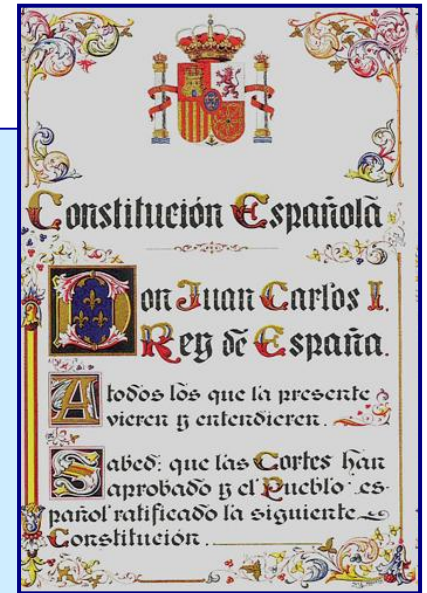 Constitución Española
Don Juan Carlos I.
Rey de España.
A todos los que la presente
vieren y entendieren.
Sabed: que las Cortes han
aprobado y el Pueblo es-
pañol ratificado la siguiente
Constitución.